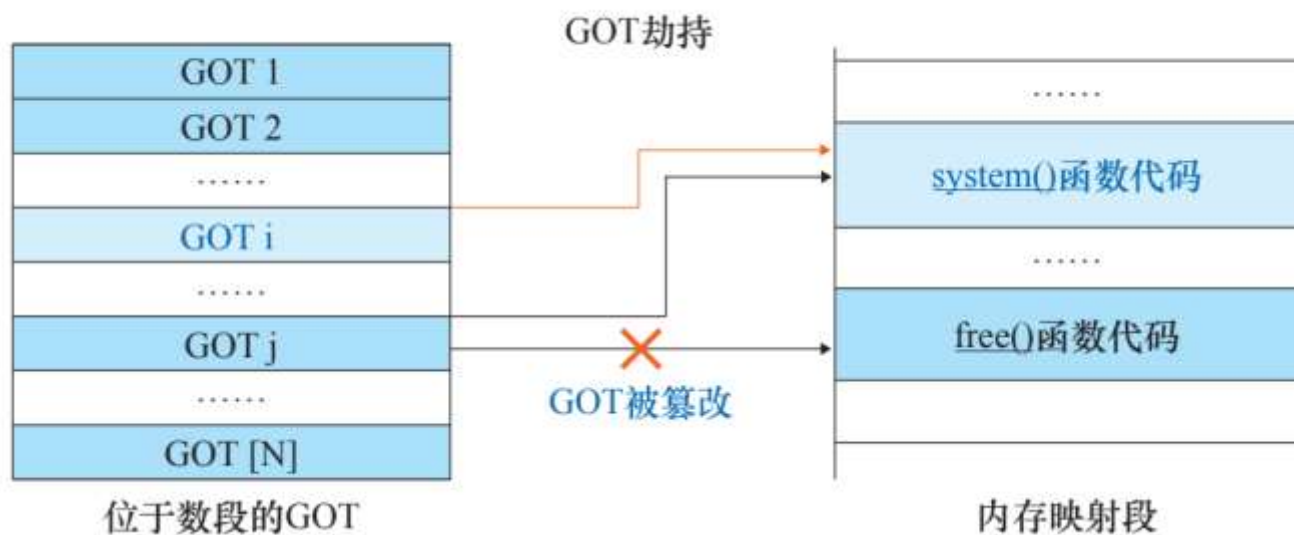 GOT劫持
GOT 1
GOT 2
……
GOT i
……
GOT j
……
GOT [N]
位于数段的GOT
GOT被篡改
……
system()函数代码
……
free()函数代码
内存映射段